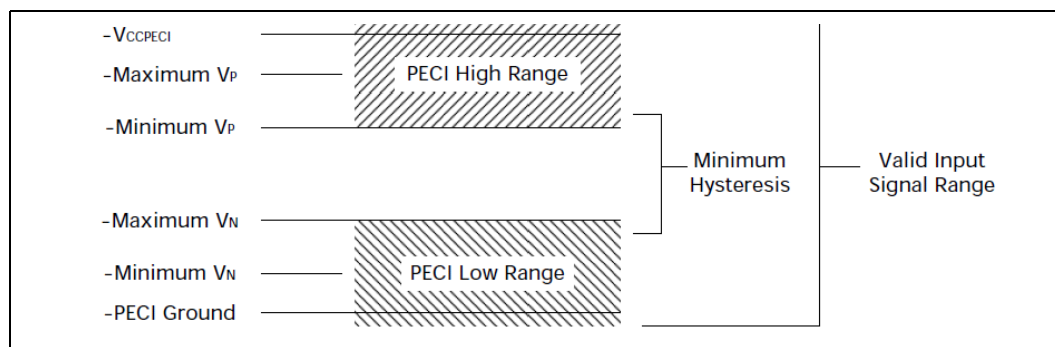 -VCCPECI
-Maximum VP
PECI High Range
-Minimum VP
Minimum
Hysteresis
Valid Input
Signal Range
-Maximum VN
-Minimum VN
PECI Low Range
-PECI Ground